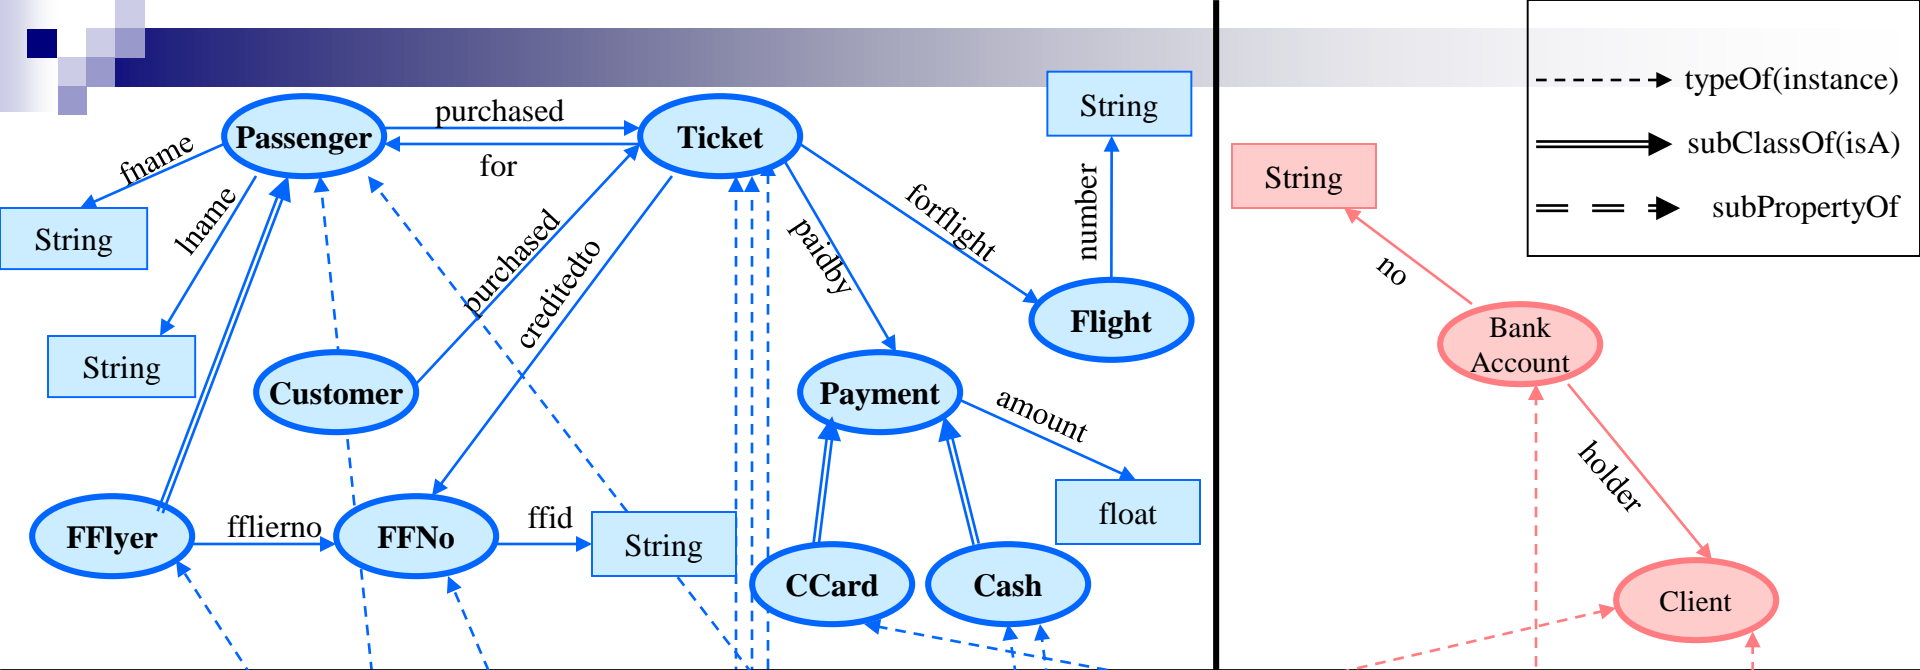 purchased
Passenger
Ticket
for
fname
lname
String
String
purchased
creditedto
paidby
forflight
number
String
Flight
Customer
Payment
amount
float
FFlyer
fflierno
FFNo
ffid
String
CCard
Cash
String
no
Bank
Account
holder
Client
typeOf(instance)
subClassOf(isA)
subPropertyOf